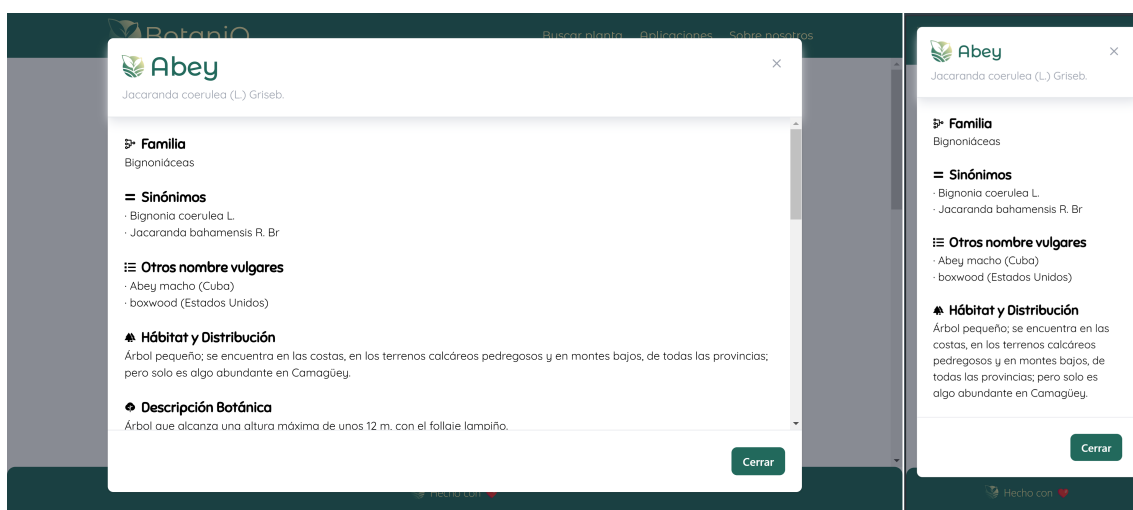 BotaniQ
Buscar planta Aplicaciones Sobre nosotros
Abey
Jacaranda coerulea (L.) Griseb.
Familia
Bignoniáceas
Sinónimos
· Bignonia coerulea L.
· Jacaranda bahamensis R. Br
Otros nombre vulgares
· Abey macho (Cuba)
· boxwood (Estados Unidos)
Hábitat y Distribución
Árbol pequeño; se encuentra en las costas, en los terrenos calcáreos pedregosos y en montes bajos, de todas las provincias;
pero solo es algo abundante en Camagüey.
Descripción Botánica
Árbol que alcanza una altura máxima de unos 12 m. con el follaje lampiño.
Cerrar
Hecho con
Abey
Jacaranda coerulea (L.) Griseb.
Familia
Bignoniáceas
Sinónimos
· Bignonia coerulea L.
· Jacaranda bahamensis R. Br
Otros nombre vulgares
· Abey macho (Cuba)
· boxwood (Estados Unidos)
Hábitat y Distribución
Árbol pequeño; se encuentra en las
costas, en los terrenos calcáreos
pedregosos y en montes bajos, de
todas las provincias; pero solo es
algo abundante en Camagüey.
Cerrar
Hecho con